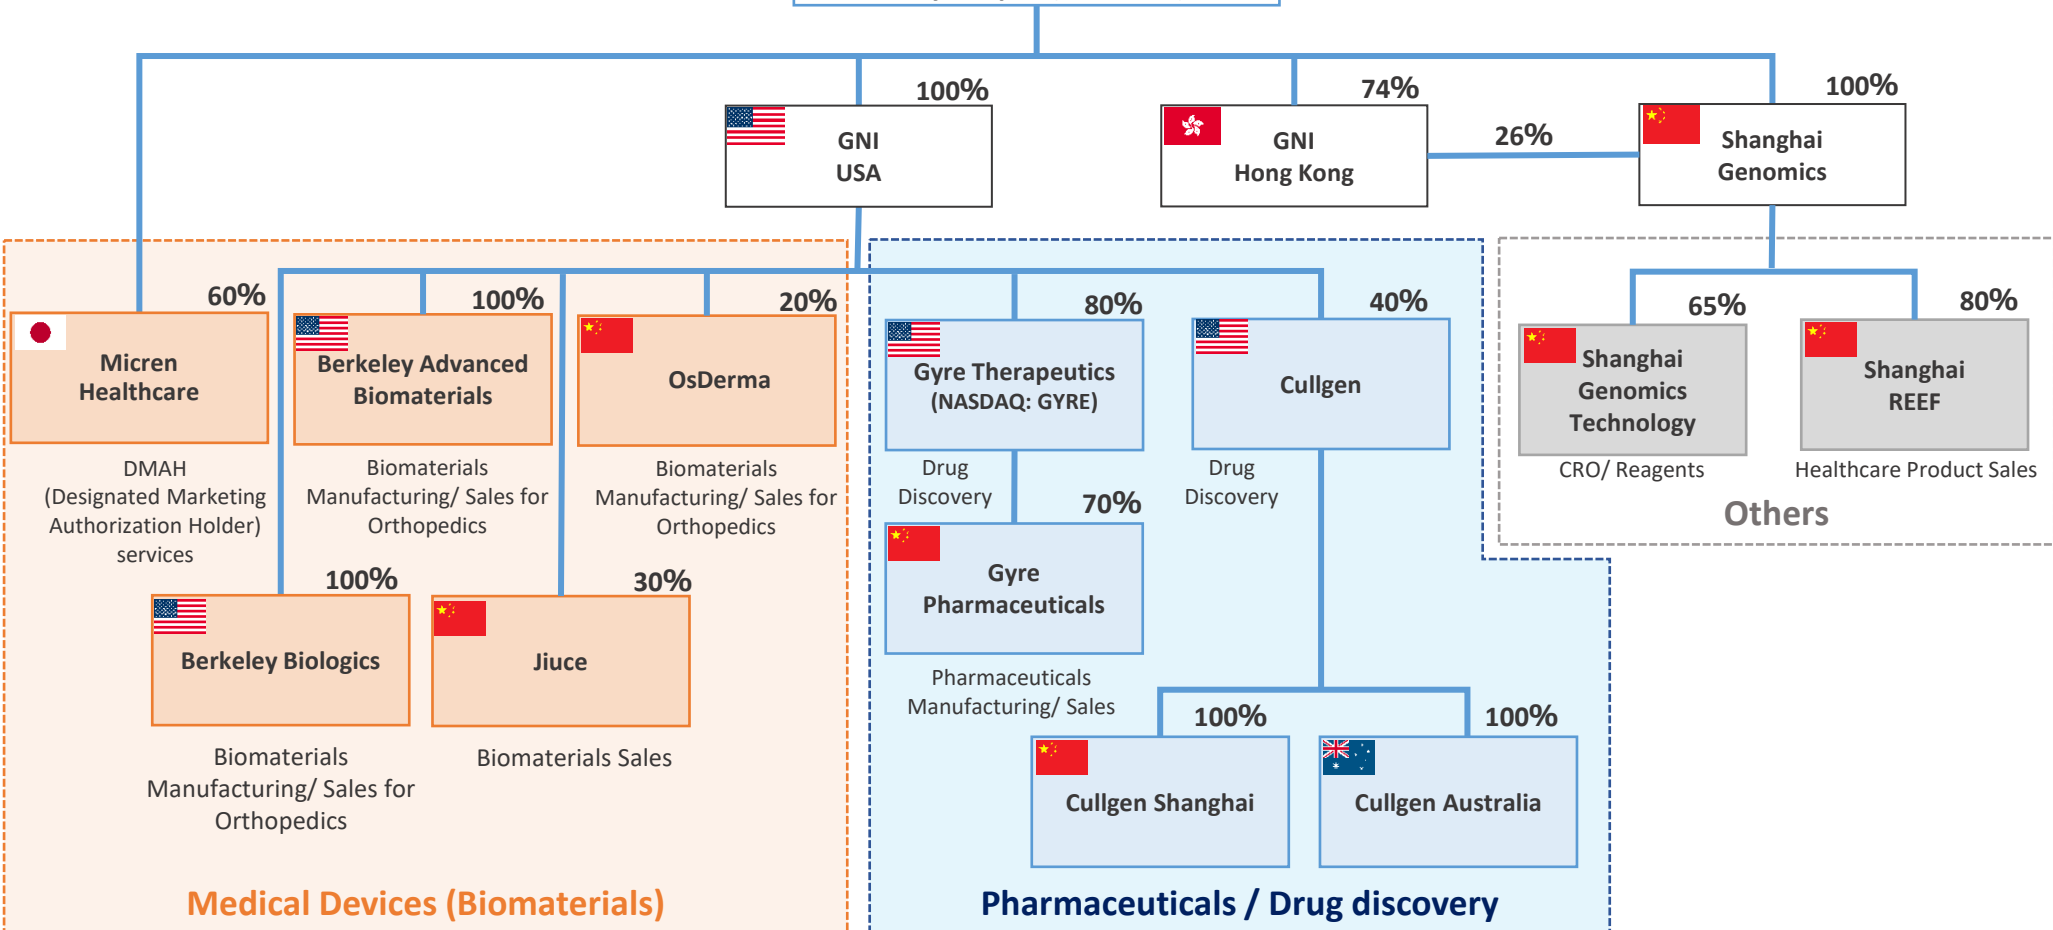 100%
GNI
USA
74%
GNI
Hong Kong
26%
100%
Shanghai
Genomics
60%
Micren
Healthcare
DMAH
(Designated Marketing
Authorization Holder)
services
100%
Berkeley Advanced
Biomaterials
Biomaterials
Manufacturing/ Sales for
Orthopedics
20%
OsDerma
Biomaterials
Manufacturing/ Sales for
Orthopedics
100%
Berkeley Biologics
Biomaterials
Manufacturing/ Sales for
Orthopedics
30%
Jiuce
Biomaterials Sales
Medical Devices (Biomaterials)
80%
Gyre Therapeutics
(NASDAQ: GYRE)
Drug
Discovery
40%
Cullgen
Drug
Discovery
70%
Gyre
Pharmaceuticals
Pharmaceuticals
Manufacturing/ Sales
100%
Cullgen Shanghai
100%
Cullgen Australia
Pharmaceuticals / Drug discovery
65%
Shanghai
Genomics
Technology
CRO/ Reagents
80%
Shanghai
REEF
Healthcare Product Sales
Others